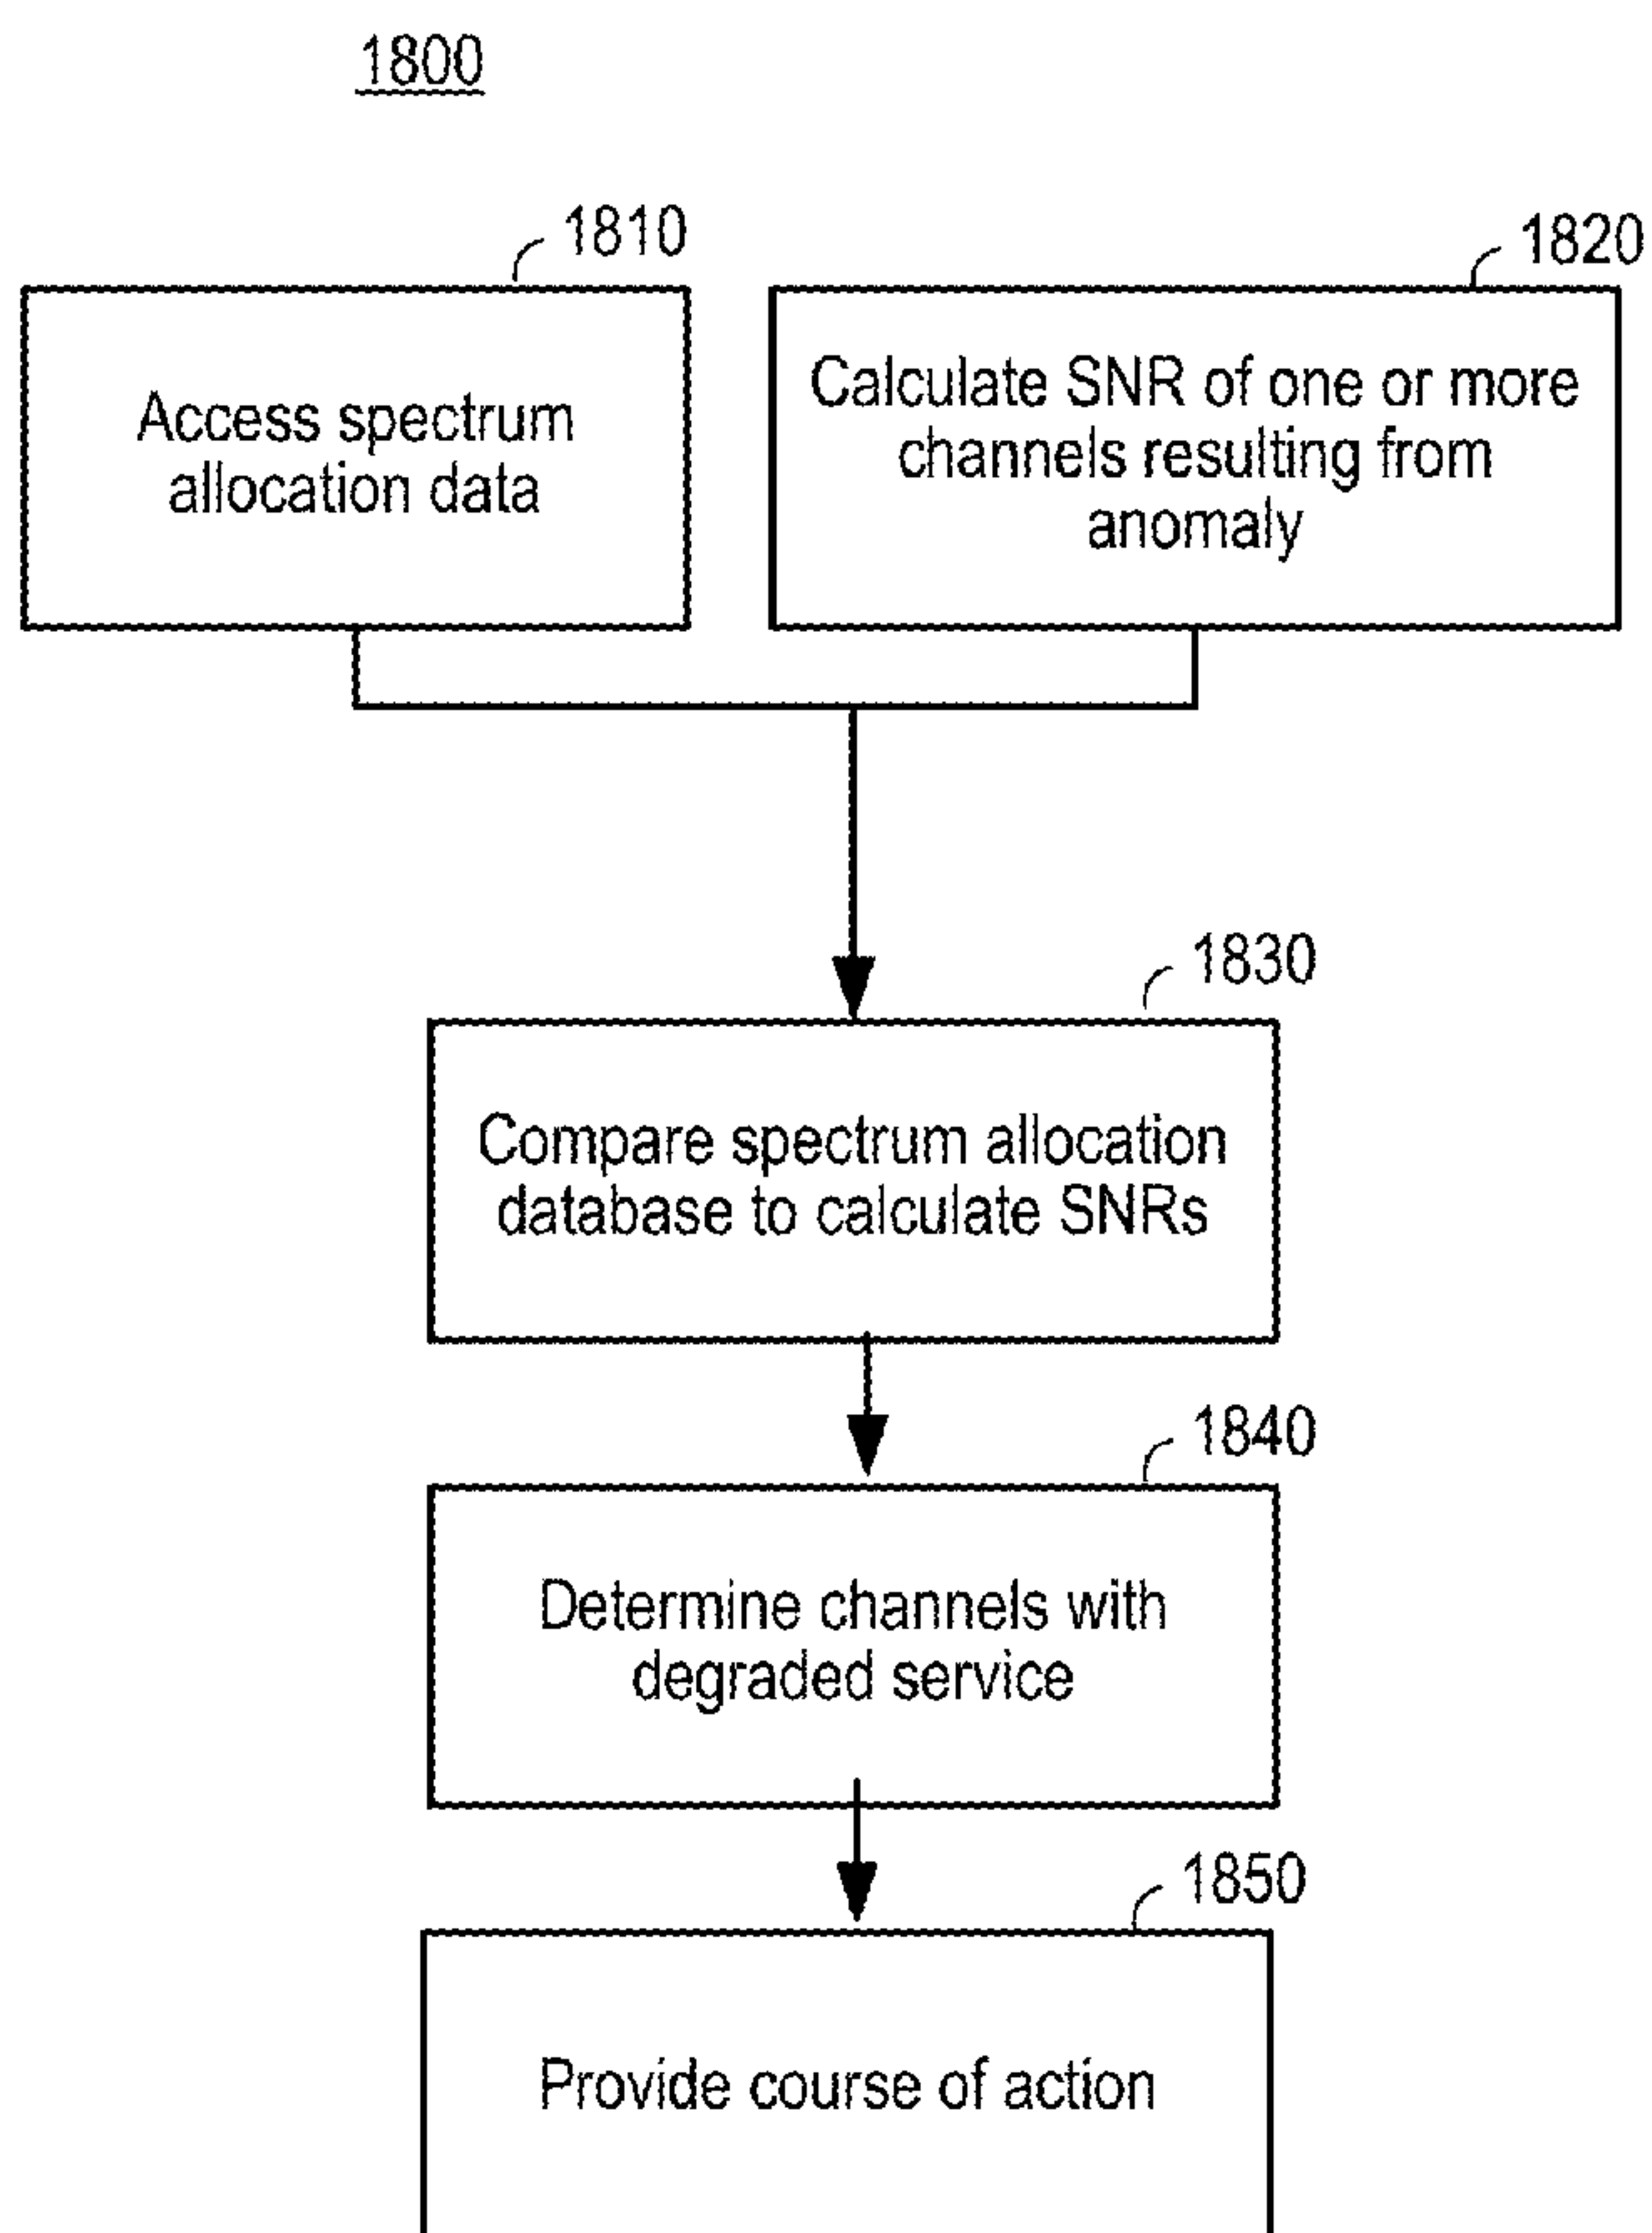 1800
1810
1820
Access spectrum
allocation data
Calculate SNR of one or more
channels resulting from
anomaly
1830
Compare spectrum allocation
database to calculate SNRs
1840
Determine channels with
degraded service
1850
Provide course of action